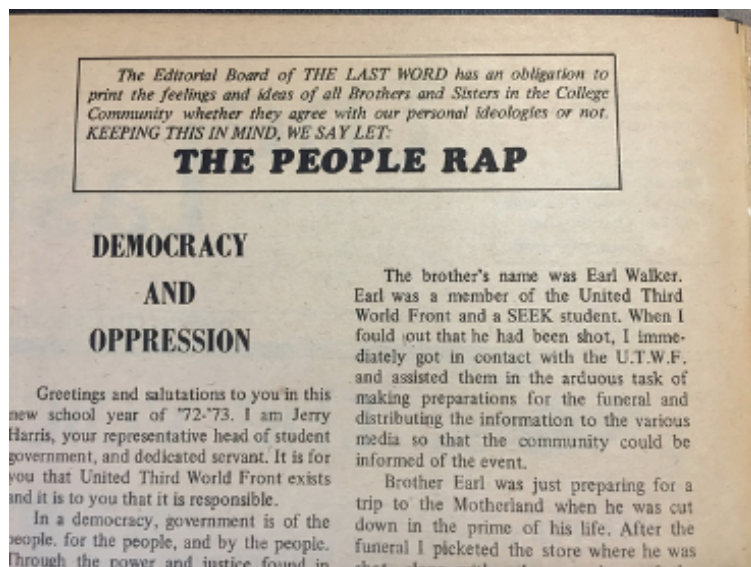 The Editorial Board of THE LAST WORD has an obligation to
print the feelings and ideas of all Brothers and Sisters in the College
Community whether they agree with our personal ideologies or not.
KEEPING THIS IN MIND, WE SAY LET:
THE PEOPLE RAP
DEMOCRACY
AND
OPPRESSION
Greetings and salutations to you in this
new school year of '72-'73. I am Jerry
Harris, your representative head of student
government, and dedicated servant. It is for
you that United Third World Front exists
and it is to you that it is responsible.
In a democracy, government is of the
people, for the people, and by the people.
Through the power and justice found in
The brother's name was Earl Walker.
Earl was a member of the United Third
World Front and a SEEK student. When I
fould out that he had been shot, I imme-
diately got in contact with the U.T.W.F.
and assisted them in the arduous task of
making preparations for the funeral and
distributing the information to the various
media so that the community could be
informed of the event.
Brother Earl was just preparing for a
trip to the Motherland when he was cut
down in the prime of his life. After the
funeral I picketed the store where he was